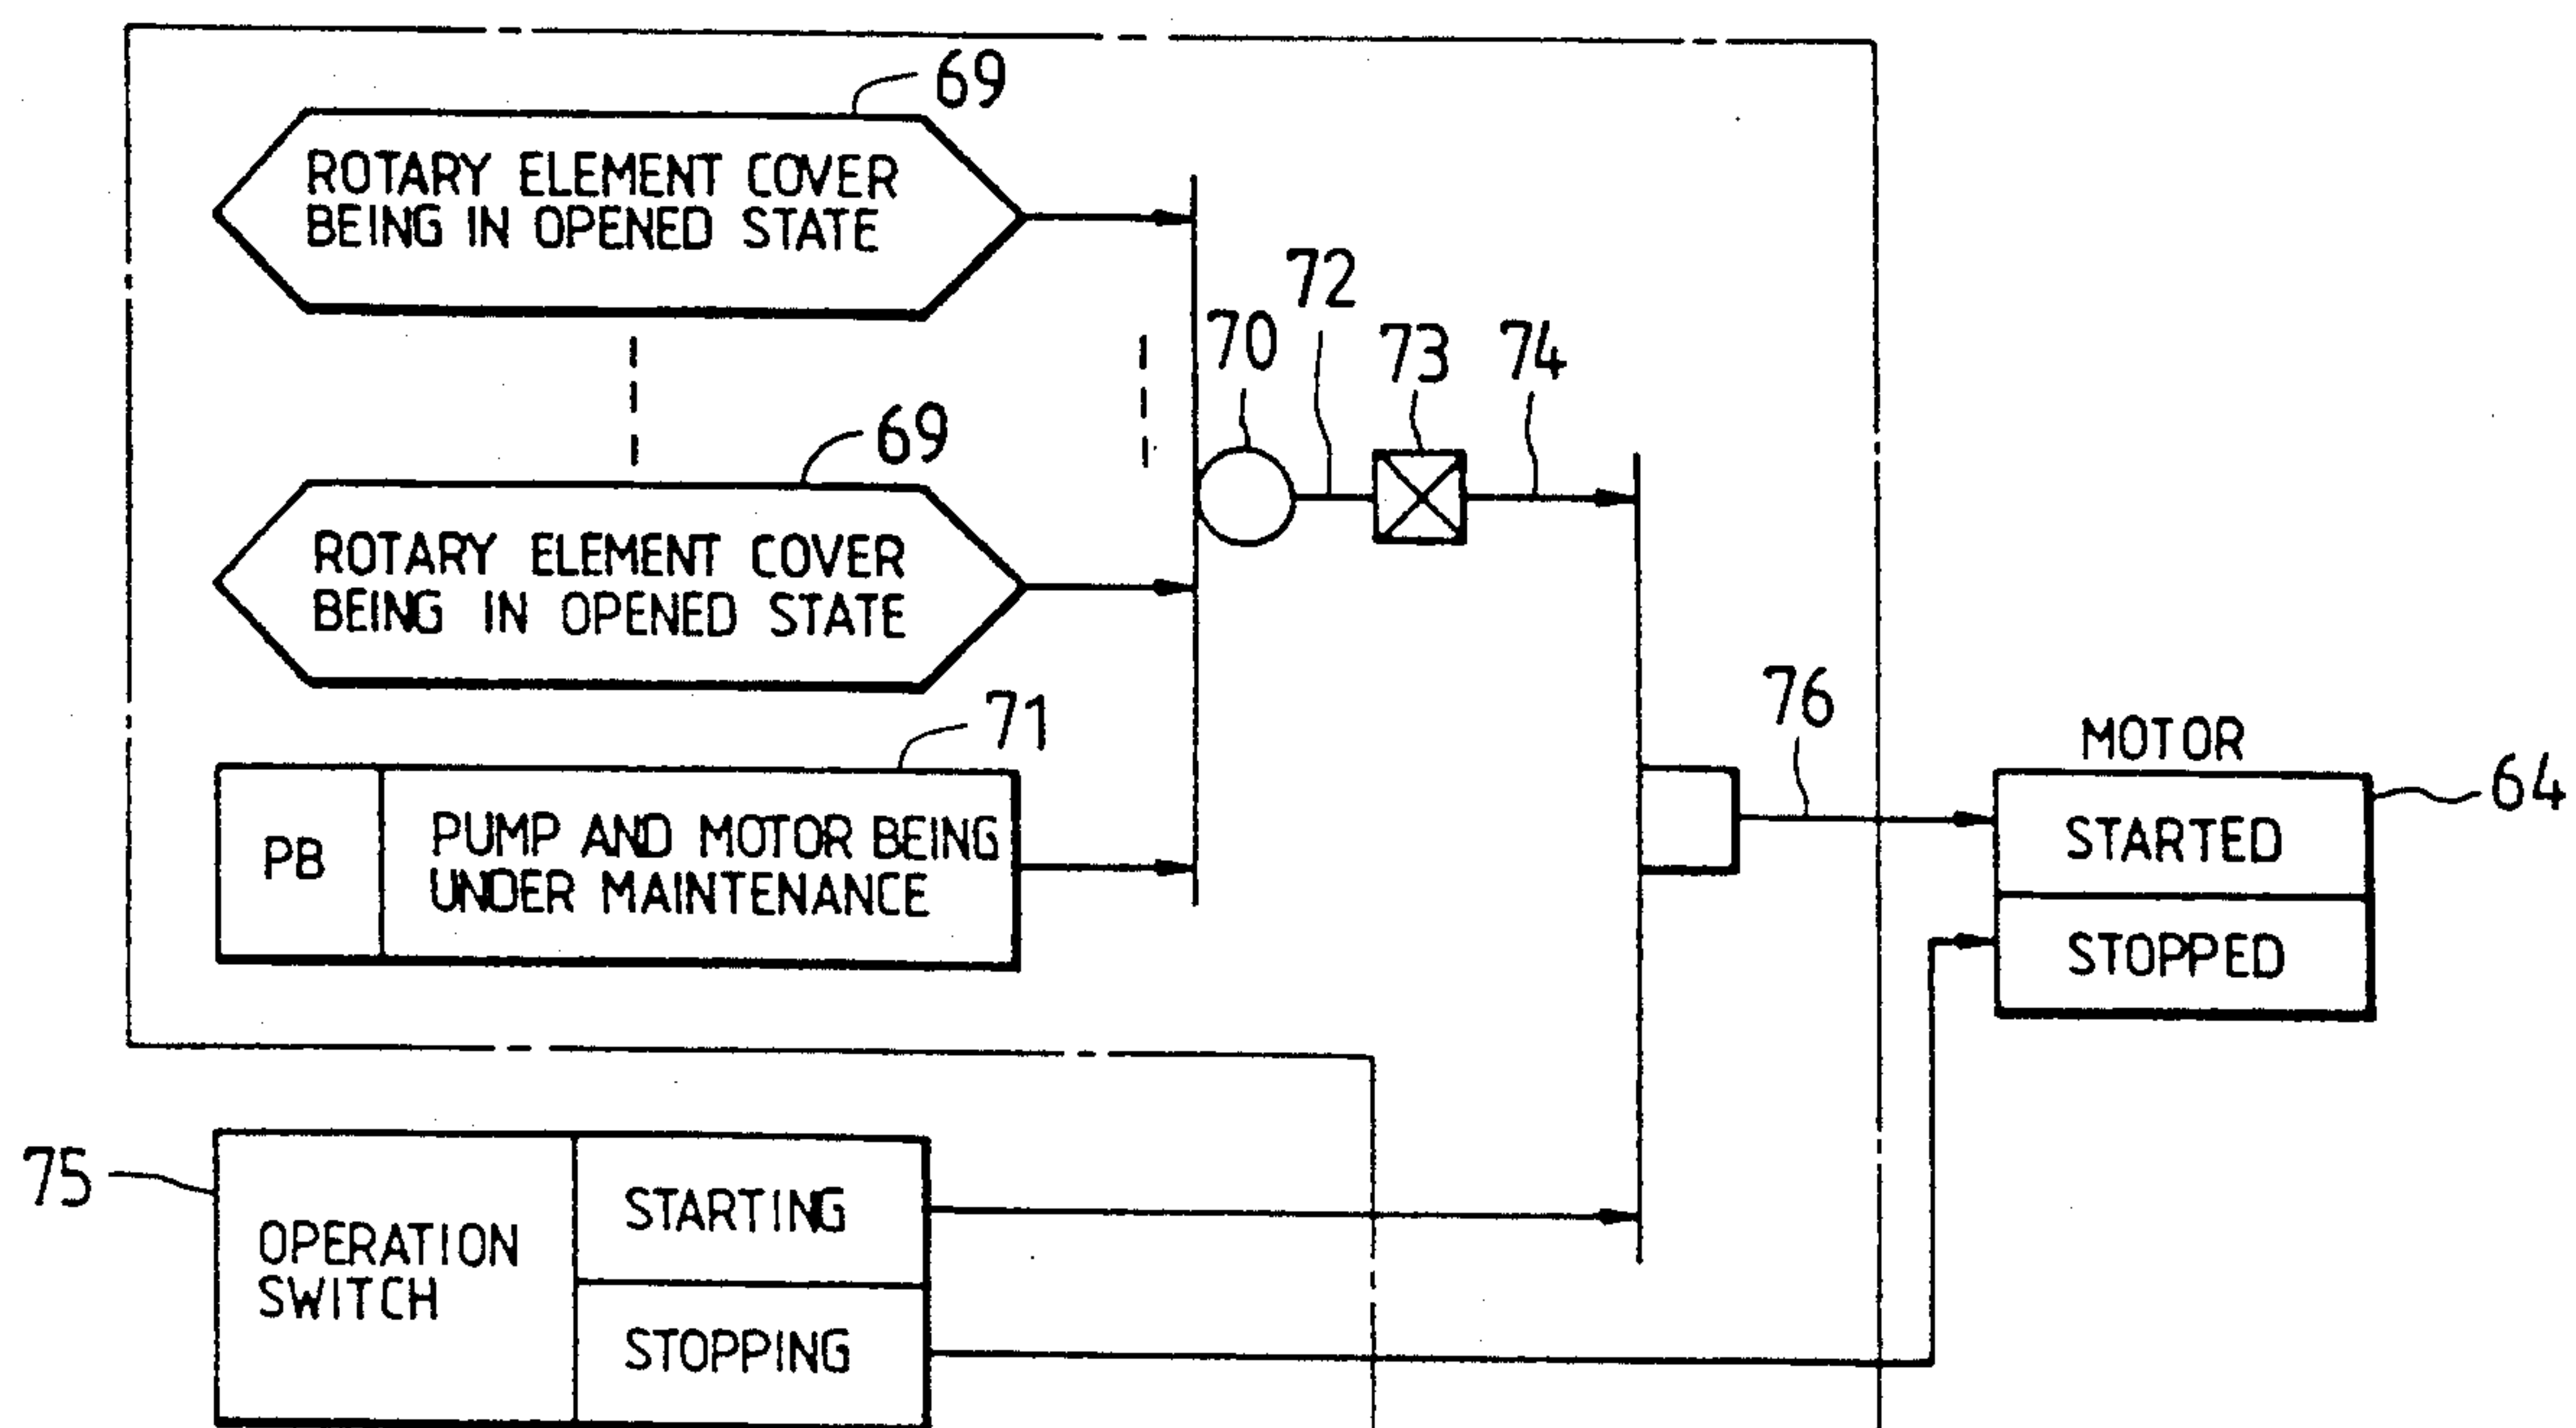 69
ROTARY ELEMENT COVER
BEING IN OPENED STATE
72
70
73
74
69
ROTARY ELEMENT COVER
BEING IN OPENED STATE
71
PB
PUMP AND MOTOR BEING
UNDER MAINTENANCE
76
MOTOR
64
STARTED
STOPPED
75
OPERATION
SWITCH
STARTING
STOPPING